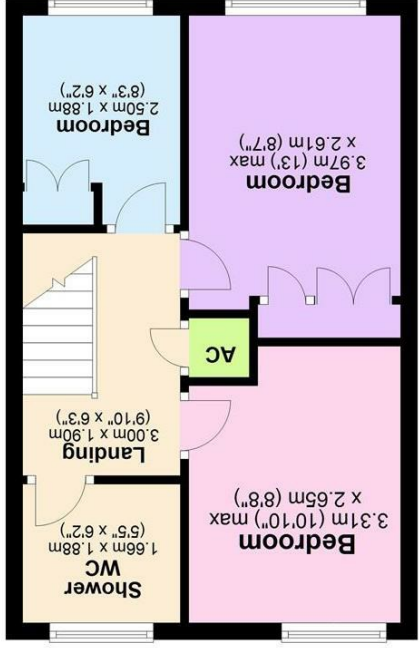 Bedroom
3.31m (10'10") max
x 2.65m (8'8")
Shower
WC
1.66m x 1.88m
(5'5" x 6'2")
Landing
3.00m x 1.90m
(9'10" x 6'3")
AC
Bedroom
3.97m (13') max
x 2.61m (8'7")
Bedroom
2.50m x 1.88m
(8'3" x 6'2")